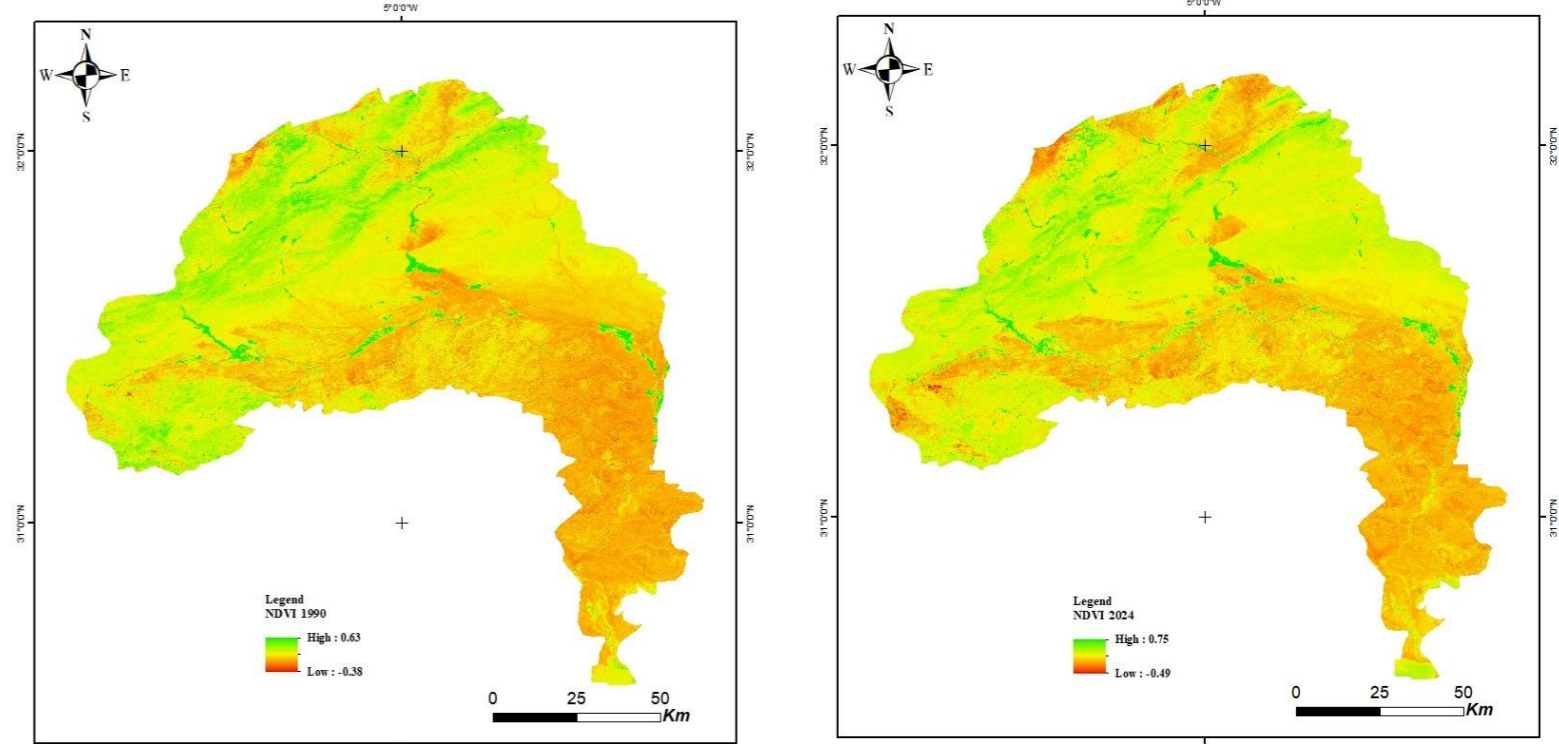 5°0'0"W
N
W E
S
32°0'0"N
32°0'0"N
31°0'0"N
31°0'0"N
Legend
NDVI 1990
High : 0.63
Low : -0.38
0 25 50
Km
5°0'0"W
N
W E
S
32°0'0"N
32°0'0"N
31°0'0"N
31°0'0"N
Legend
NDVI 2024
High : 0.75
Low : -0.49
0 25 50
Km